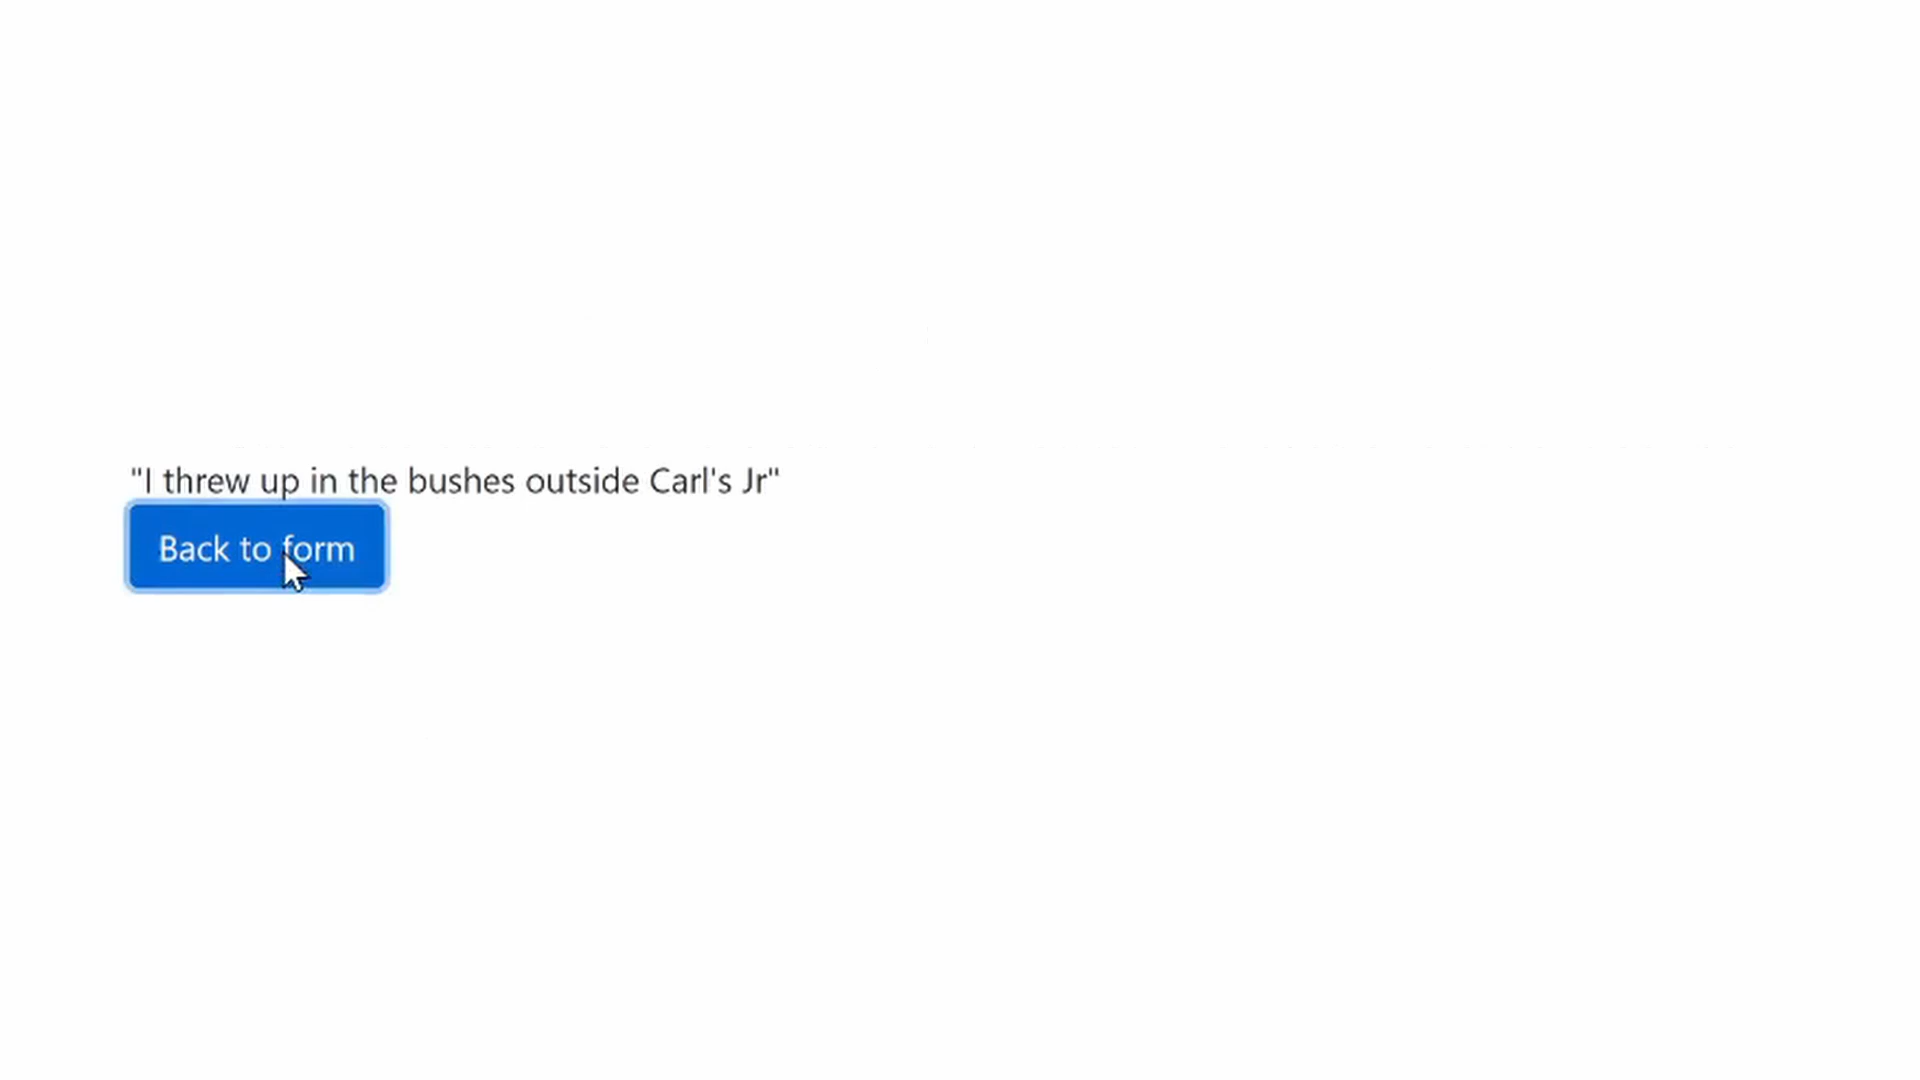 "I threw up in the bushes outside Carl's Jr"
Back to form